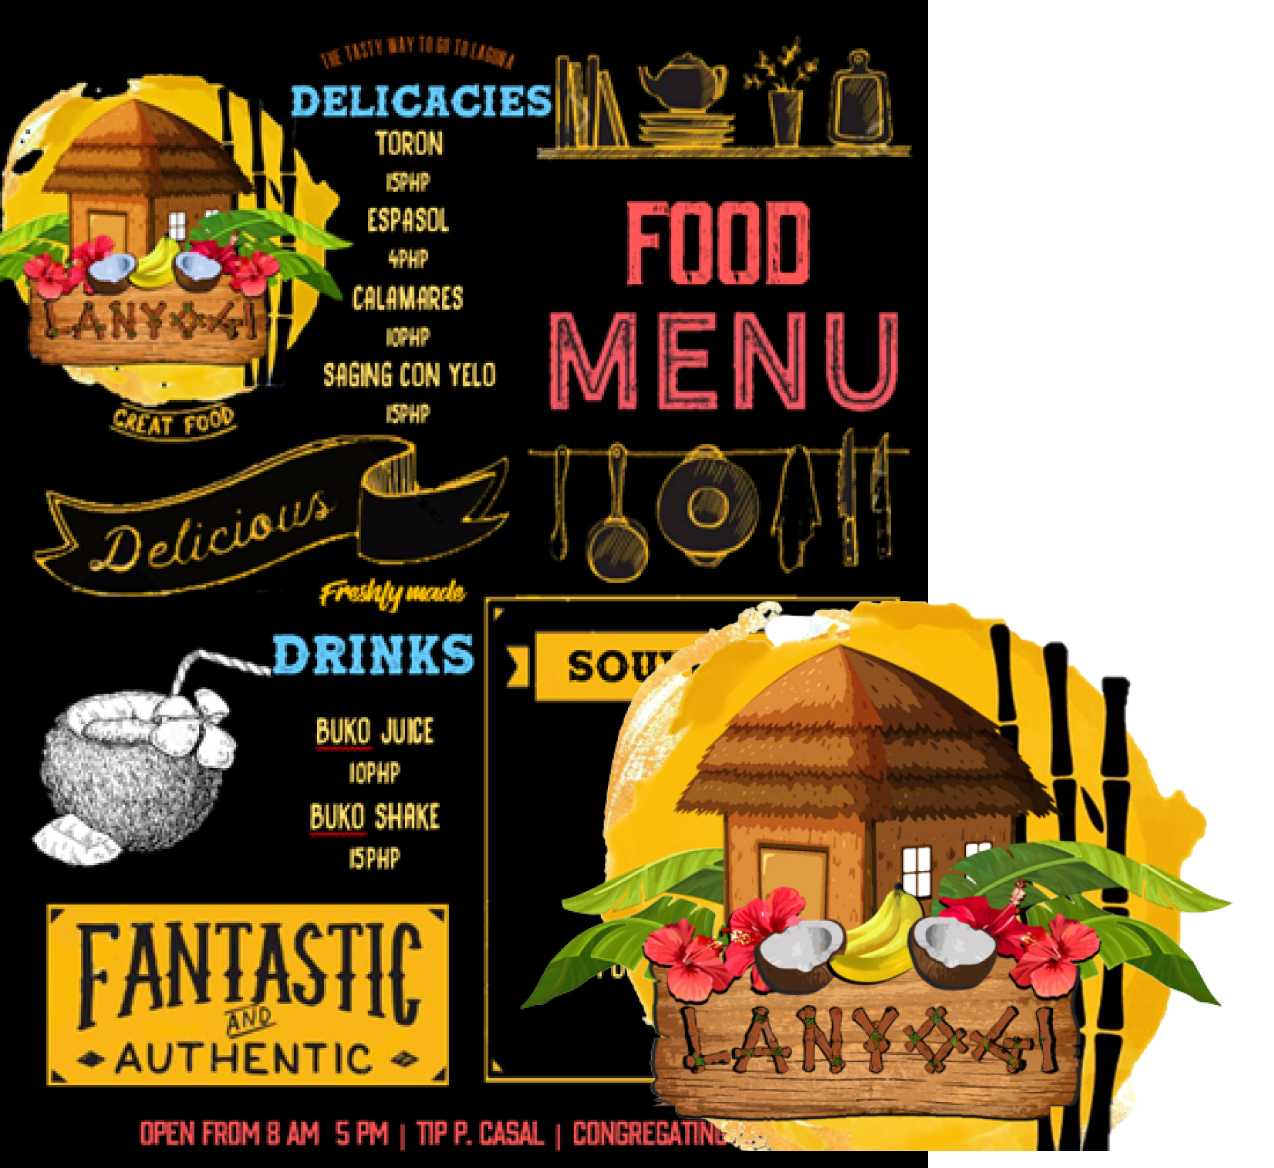 THE TASTY WAY TO GO TO LAGUNA
DELICACIES
TORON
15PHP
ESPASOL
4PHP
CALAMARES
10PHP
SAGING CON YELO
15PHP
LANYOGI
GREAT FOOD
Delicious
Freshly made
FOOD
MENU
DRINKS
BUKO JUICE
10PHP
BUKO SHAKE
15PHP
FANTASTIC
AND
AUTHENTIC
LANYOGI
OPEN FROM 8 AM 5 PM | TIP P. CASAL | CONGREGATING